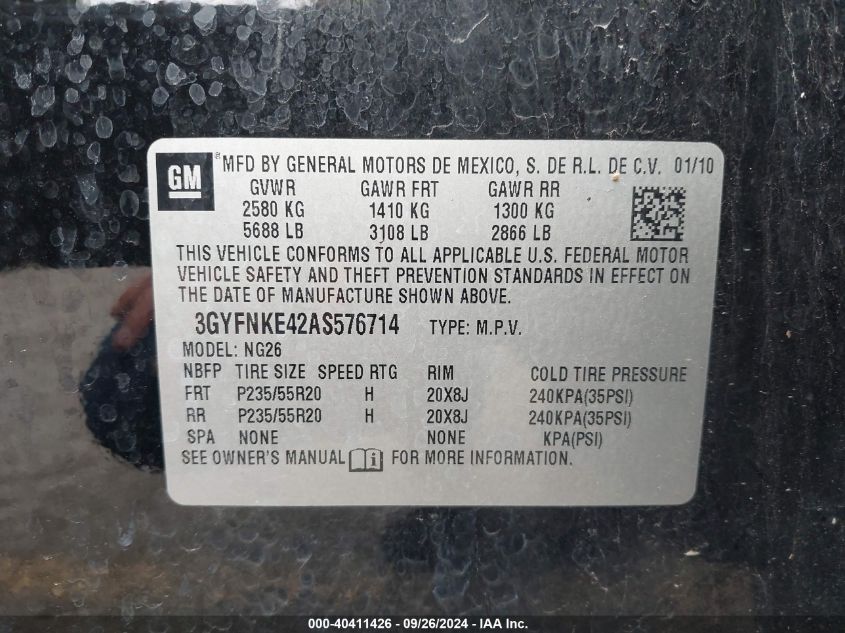 GM ® MFD BY GENERAL MOTORS DE MEXICO, S. DE R.L. DE C.V. 01/10
GVWR GAWR FRT GAWR RR
2580 KG 1410 KG 1300 KG
5688 LB 3108 LB 2866 LB
THIS VEHICLE CONFORMS TO ALL APPLICABLE U.S. FEDERAL MOTOR
VEHICLE SAFETY AND THEFT PREVENTION STANDARDS IN EFFECT ON
THE DATE OF MANUFACTURE SHOWN ABOVE.
3GYFNKE42AS576714 TYPE: M.P.V.
MODEL: NG26
NBFP TIRE SIZE SPEED RTG RIM COLD TIRE PRESSURE
FRT P235/55R20 H 20X8J 240KPA(35PSI)
RR P235/55R20 H 20X8J 240KPA(35PSI)
SPA NONE NONE KPA(PSI)
SEE OWNER'S MANUAL i FOR MORE INFORMATION.
000-40411426 - 09/26/2024 - IAA Inc.